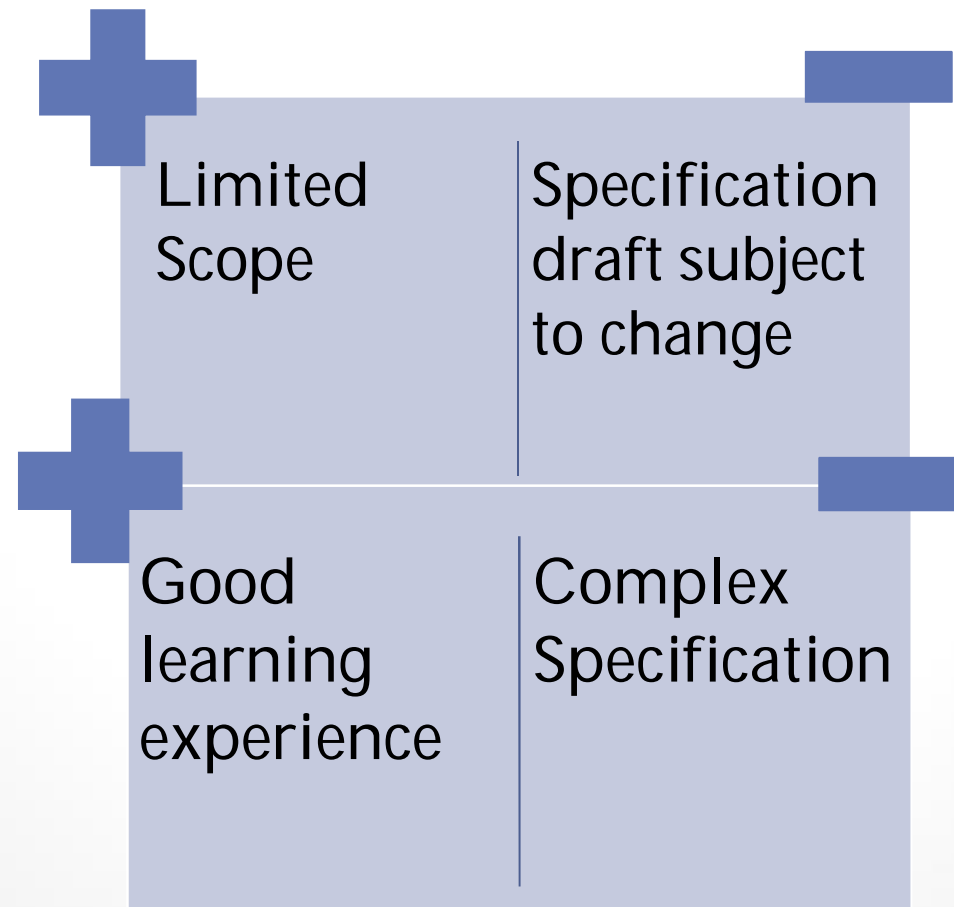 Limited
Scope
Specification
draft subject
to change
Good
learning
experience
Complex
Specification